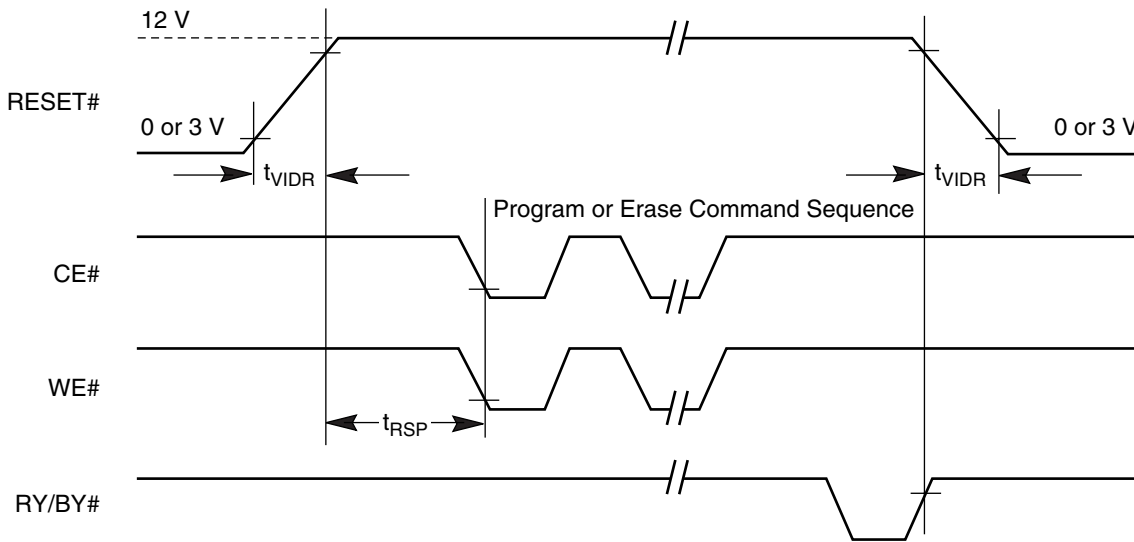 12 V
RESET#
0 or 3 V
0 or 3 V
tVIDR
tVIDR
Program or Erase Command Sequence
CE#
WE#
tRSP
RY/BY#